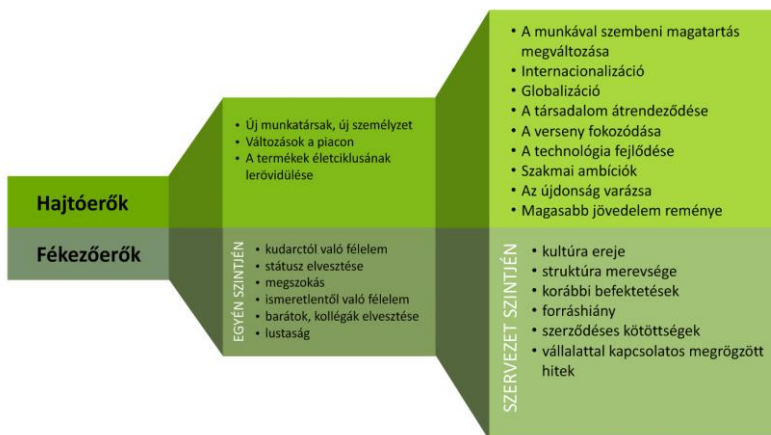 Hajtóerők
• Új munkatársak, új személyzet
• Változások a piacon
• A termékek életciklusának
lerövidülése
• A munkával szembeni magatartás
megváltozása
• Internacionalizáció
• Globalizáció
• A társadalom átrendeződése
• A verseny fokozódása
• A technológia fejlődése
• Szakmai ambíciók
• Az újdonság varázsa
• Magasabb jövedelem reménye
Fékezőerők
EGYÉN SZINTJÉN
• kudarctól való félelem
• státusz elvesztése
• megszokás
• ismeretlentől való félelem
• barátok, kollégák elvesztése
• lustaság
SZERVEZET SZINTJÉN
• kultúra ereje
• struktúra merevsége
• korábbi befektetések
• forráshiány
• szerződéses kötöttségek
• vállalattal kapcsolatos megrögzött
hitek